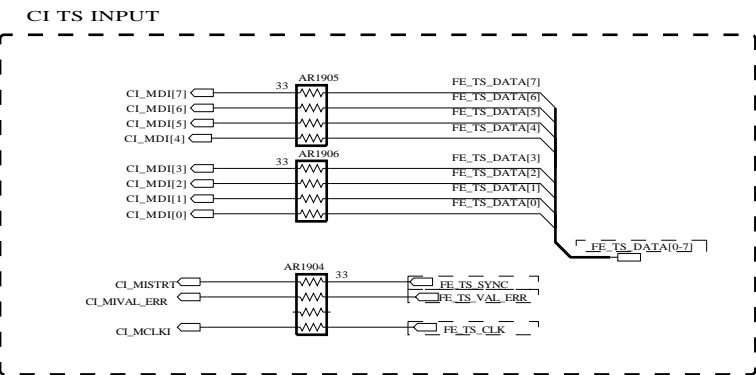 CI TS INPUT
AR1905
33
CI_MDI[7] FE_TS_DATA[7]
CI_MDI[6] FE_TS_DATA[6]
CI_MDI[5] FE_TS_DATA[5]
CI_MDI[4] FE_TS_DATA[4]
AR1906
33
CI_MDI[3] FE_TS_DATA[3]
CI_MDI[2] FE_TS_DATA[2]
CI_MDI[1] FE_TS_DATA[1]
CI_MDI[0] FE_TS_DATA[0]
FE_TS_DATA[0-7]
AR1904
33
CI_MISTRT FE_TS_SYNC
CI_MIVAL_ERR FE_TS_VAL_ERR
CI_MCLKI FE_TS_CLK